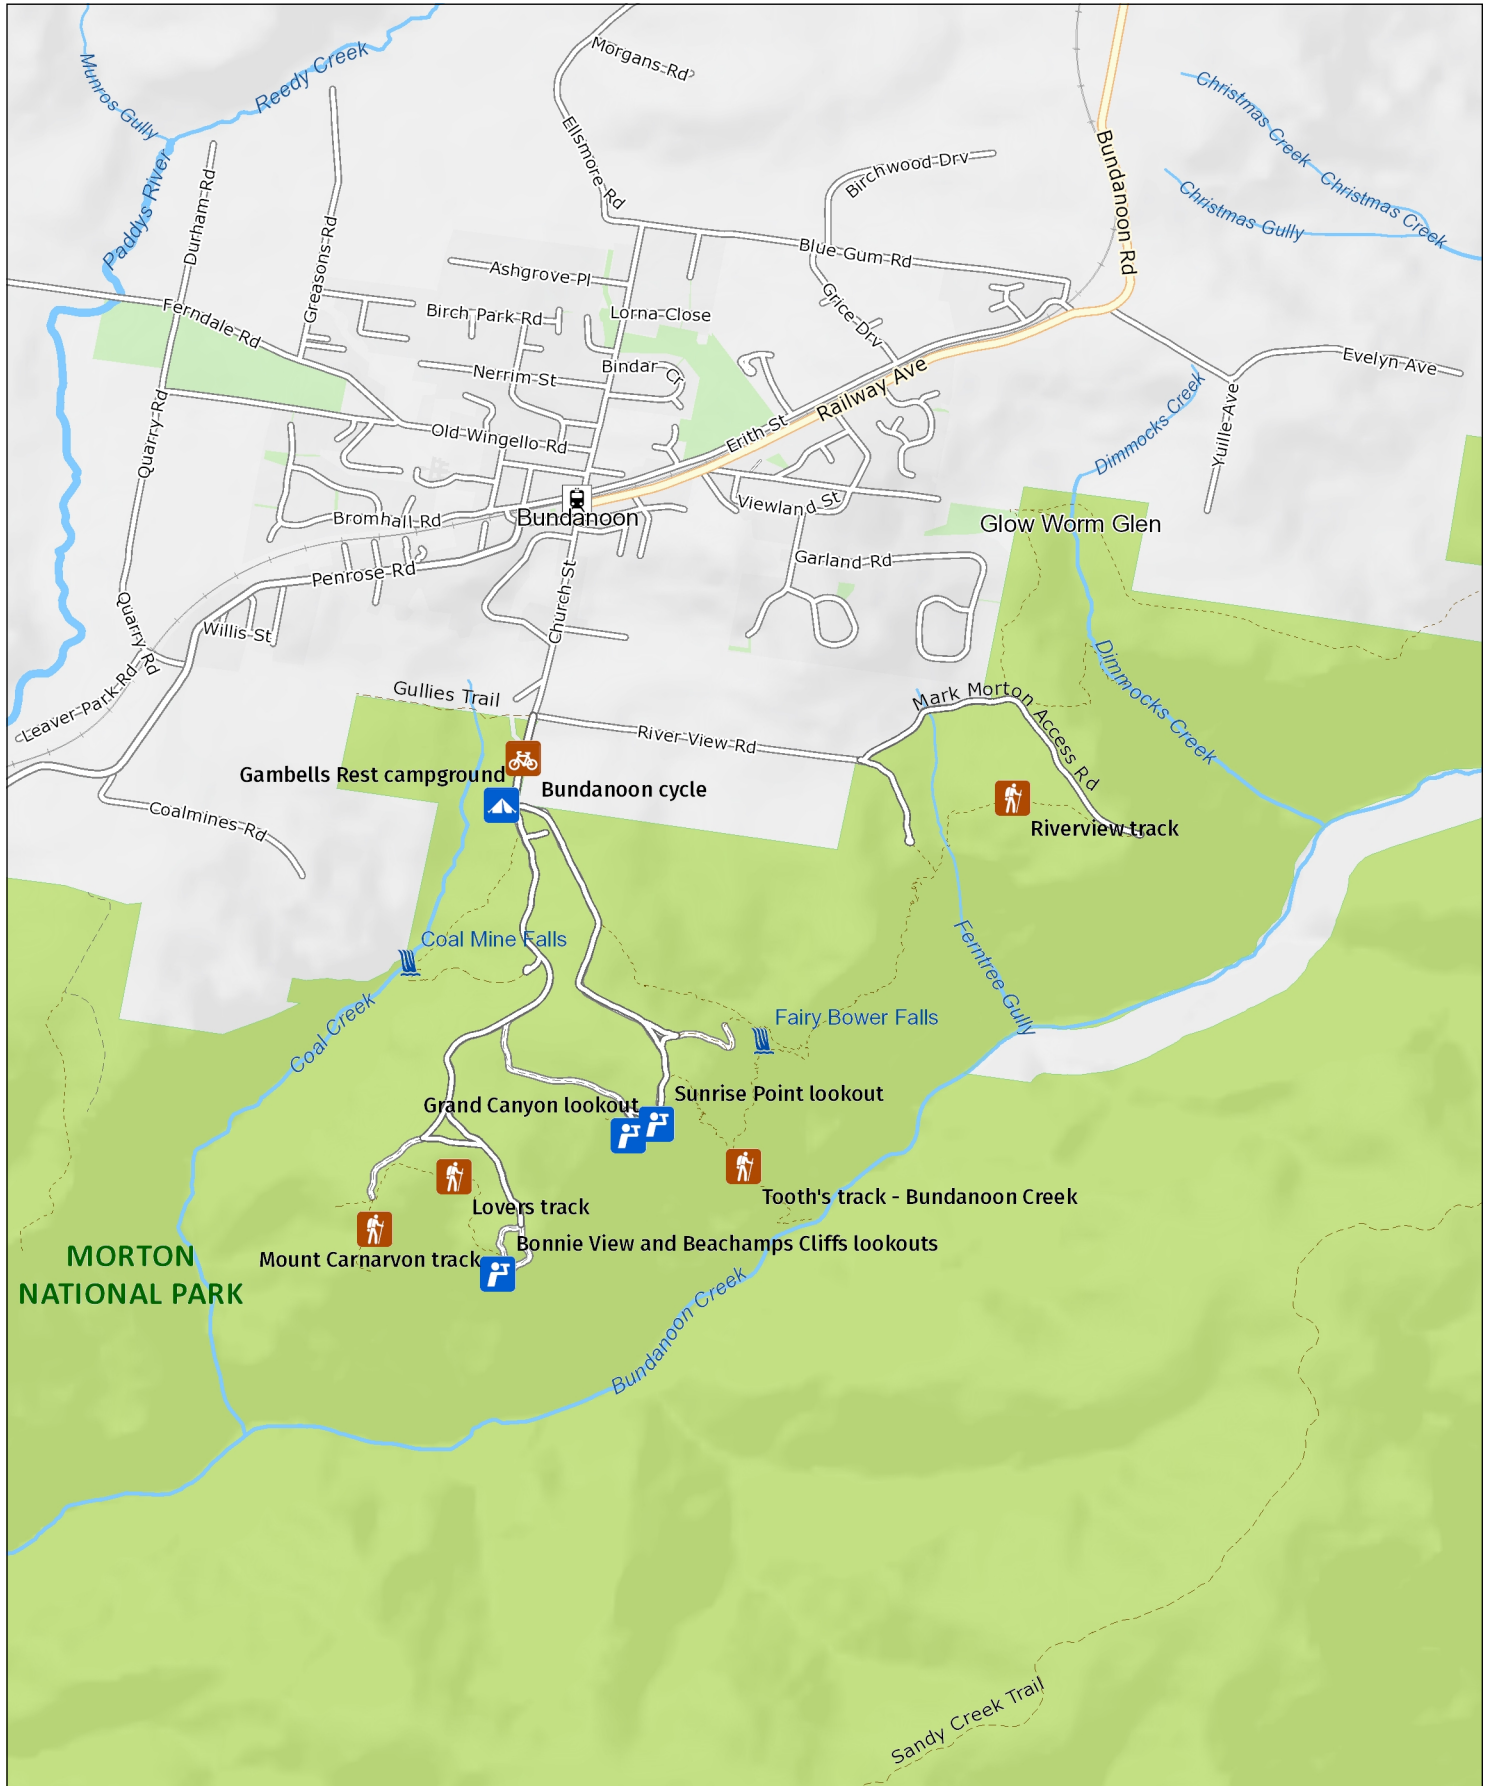 Morgans Rd
Munros Gully
Reedy Creek
Christmas Creek
Ellsmore Rd
Bundanoon Rd
Birchwood Drv
Christmas Creek
Paddys River
Durham Rd
Christmas Gully
Greasons Rd
Blue Gum Rd
Ashgrove Pl
Ferndale Rd
Birch Park Rd
Lorna Close
Grice Drv
Evelyn Ave
Nerrim St
Bindar Cr
Railway Ave
Quarry Rd
Dimmocks Creek
Yuille Ave
Old Wingello Rd
Erith St
Viewland St
Bromhall Rd
Bundanoon
Glow Worm Glen
Garland Rd
Penrose Rd
Church St
Quarry Rd
Willis St
Leaver Park Rd
Dimmocks Creek
Gullies Trail
Mark Morton Access Rd
River View Rd
Gambells Rest campground
Bundanoon cycle
Coalmines Rd
Riverview track
Coal Mine Falls
Ferntree Gully
Coal Creek
Fairy Bower Falls
Sunrise Point lookout
Grand Canyon lookout
Tooth's track - Bundanoon Creek
Lovers track
Bonnie View and Beachamps Cliffs lookouts
Mount Carnarvon track
MORTON
NATIONAL PARK
Bundanoon Creek
Sandy Creek Trail